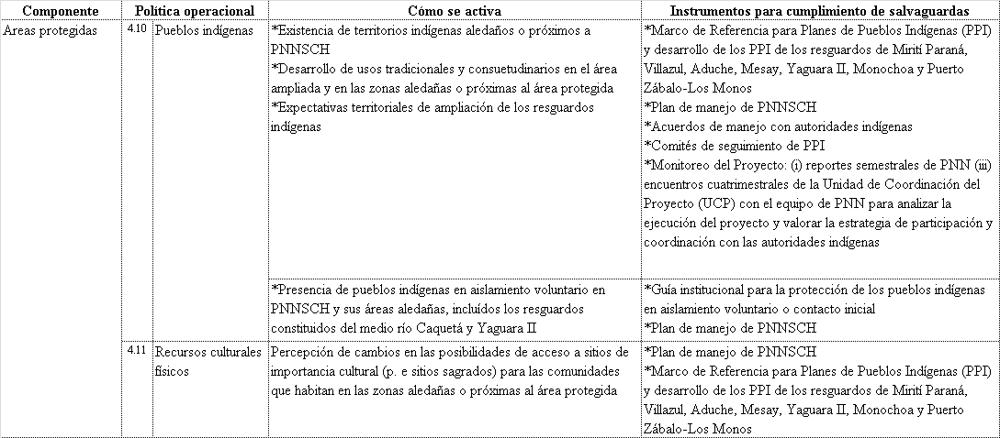 Componente Política operacional Cómo se activa Instrumentos para cumplimiento de salvaguardas
Areas protegidas
4.10 Pueblos indígenas
*Existencia de territorios indígenas aledaños o próximos a
PNNSCH
*Desarrollo de usos tradicionales y consuetudinarios en el área
ampliada y en las zonas aledañas o próximas al área protegida
*Expectativas territoriales de ampliación de los resguardos
indígenas
*Marco de Referencia para Planes de Pueblos Indígenas (PPI)
y desarrollo de los PPI de los resguardos de Mirití Paraná,
Villazul, Aduche, Mesay, Yaguara II, Monochoa y Puerto
Zábalo-Los Monos
*Plan de manejo de PNNSCH
*Acuerdos de manejo con autoridades indígenas
*Comités de seguimiento de PPI
*Monitoreo del Proyecto: (i) reportes semestrales de PNN (iii)
encuentros cuatrimestrales de la Unidad de Coordinación del
Proyecto (UCP) con el equipo de PNN para analizar la
ejecución del proyecto y valorar la estrategia de participación y
coordinación con las autoridades indígenas
*Presencia de pueblos indígenas en aislamiento voluntario en
PNNSCH y sus áreas aledañas, incluídos los resguardos
constituidos del medio río Caquetá y Yaguara II
*Guía institucional para la protección de los pueblos indígenas
en aislamiento voluntario o contacto inicial
*Plan de manejo de PNNSCH
4.11 Recursos culturales
físicos
Percepción de cambios en las posibilidades de acceso a sitios de
importancia cultural (p. e sitios sagrados) para las comunidades
que habitan en las zonas aledañas o próximas al área protegida
*Plan de manejo de PNNSCH
*Marco de Referencia para Planes de Pueblos Indígenas (PPI)
y desarrollo de los PPI de los resguardos de Mirití Paraná,
Villazul, Aduche, Mesay, Yaguara II, Monochoa y Puerto
Zábalo-Los Monos